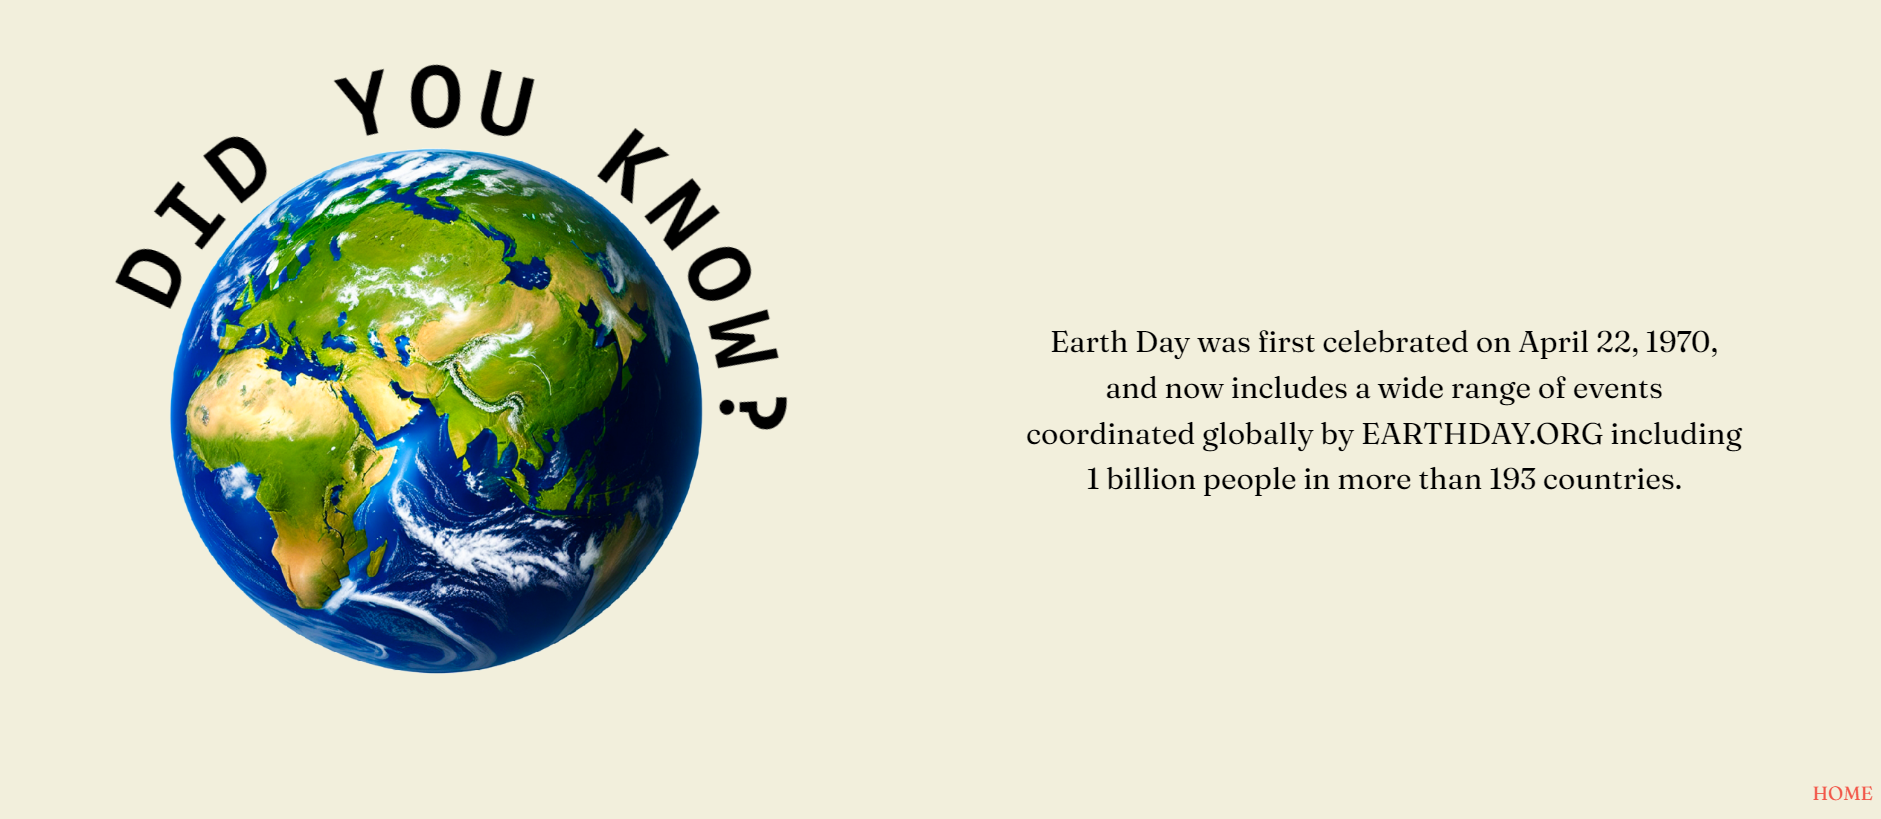 DID YOU KNOW?
Earth Day was first celebrated on April 22, 1970,
and now includes a wide range of events
coordinated globally by EARTHDAY.ORG including
1 billion people in more than 193 countries.
HOME